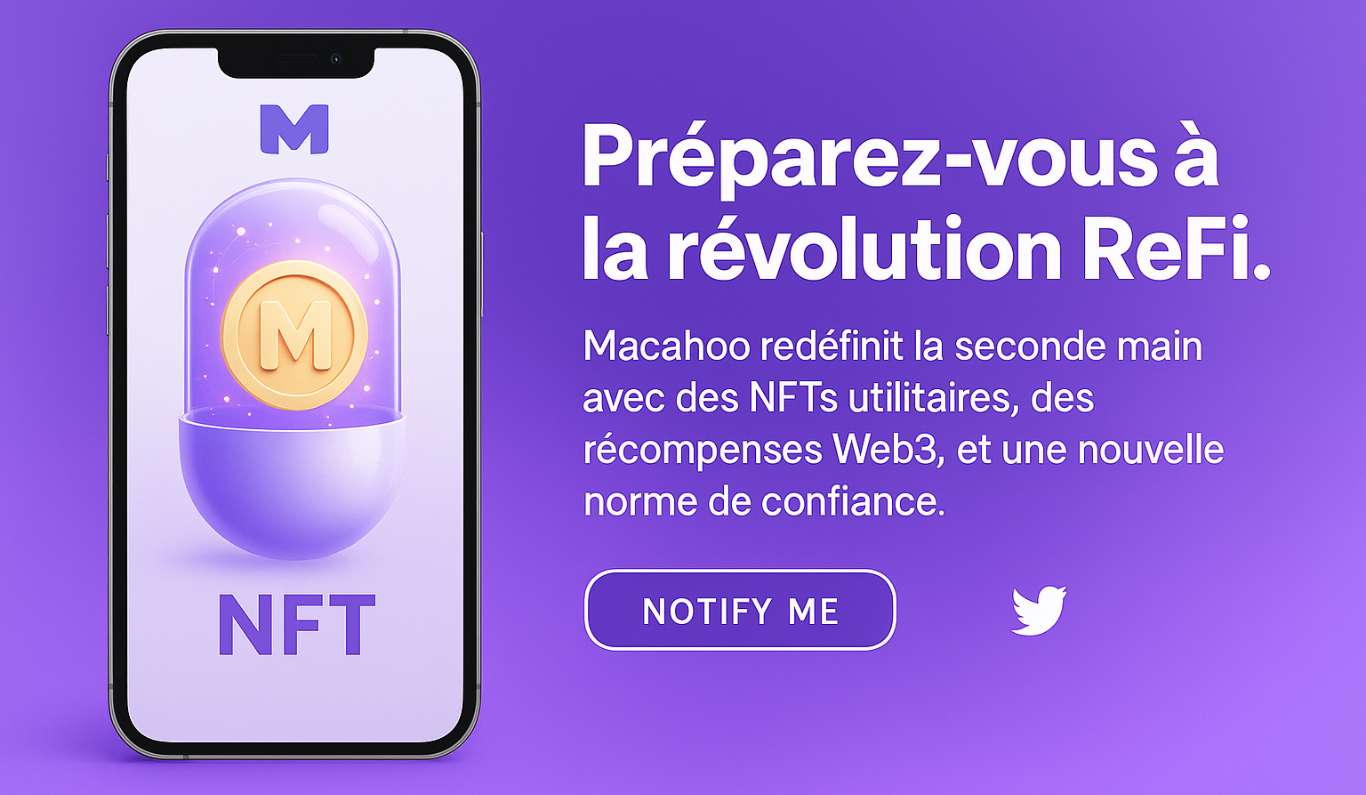 M
M
NFT
Préparez-vous à
la révolution ReFi.
Macahoo redéfinit la seconde main
avec des NFTs utilitaires, des
récompenses Web3, et une nouvelle
norme de confiance.
NOTIFY ME